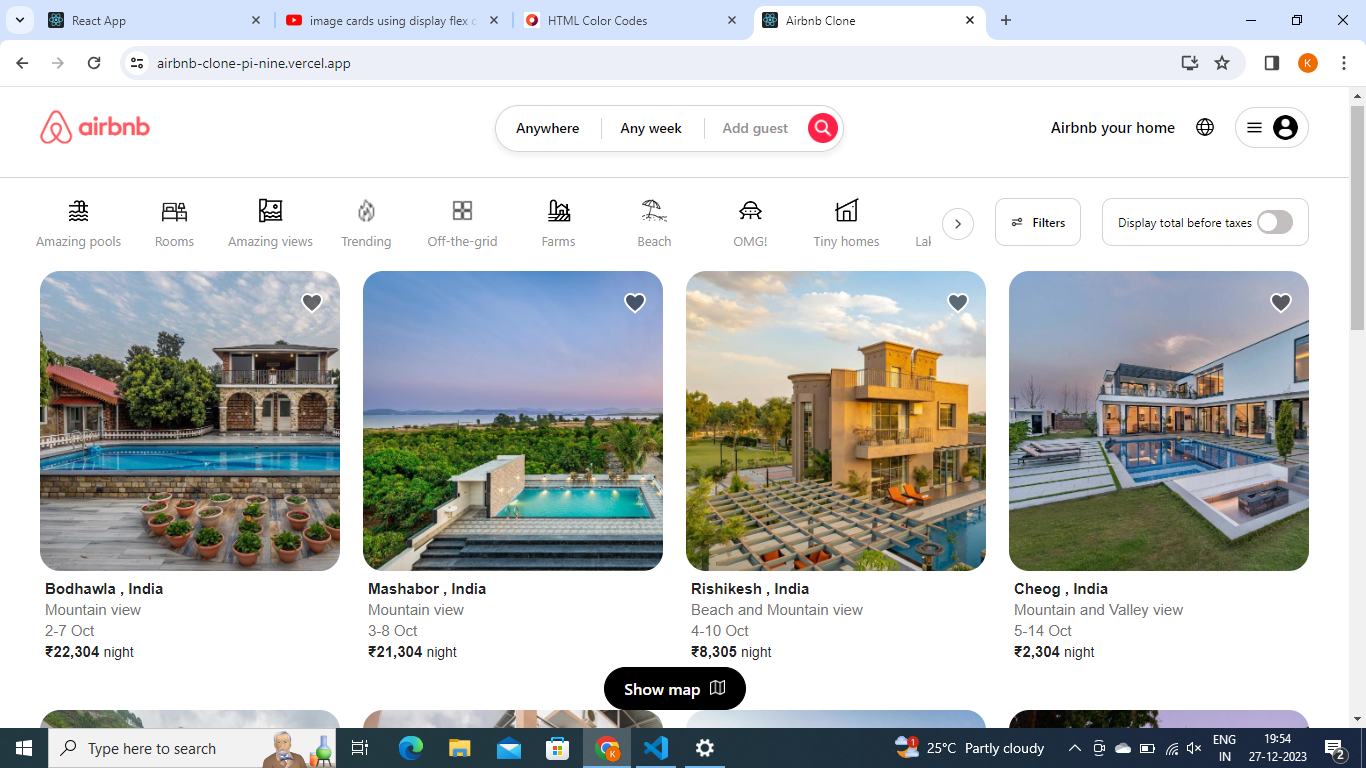 React App
image cards using display flex
HTML Color Codes
Airbnb Clone
airbnb-clone-pi-nine.vercel.app
K
airbnb
Anywhere
Any week
Add guest
Airbnb your home
Amazing pools
Rooms
Amazing views
Trending
Off-the-grid
Farms
Beach
OMG!
Tiny homes
Filters
Display total before taxes
Bodhawla , India
Mountain view
2-7 Oct
₹22,304 night
Mashabor , India
Mountain view
3-8 Oct
₹21,304 night
Rishikesh , India
Beach and Mountain view
4-10 Oct
₹8,305 night
Cheog , India
Mountain and Valley view
5-14 Oct
₹2,304 night
Show map
Type here to search
K
1
25°C Partly cloudy
ENG
IN
19:54
27-12-2023
2